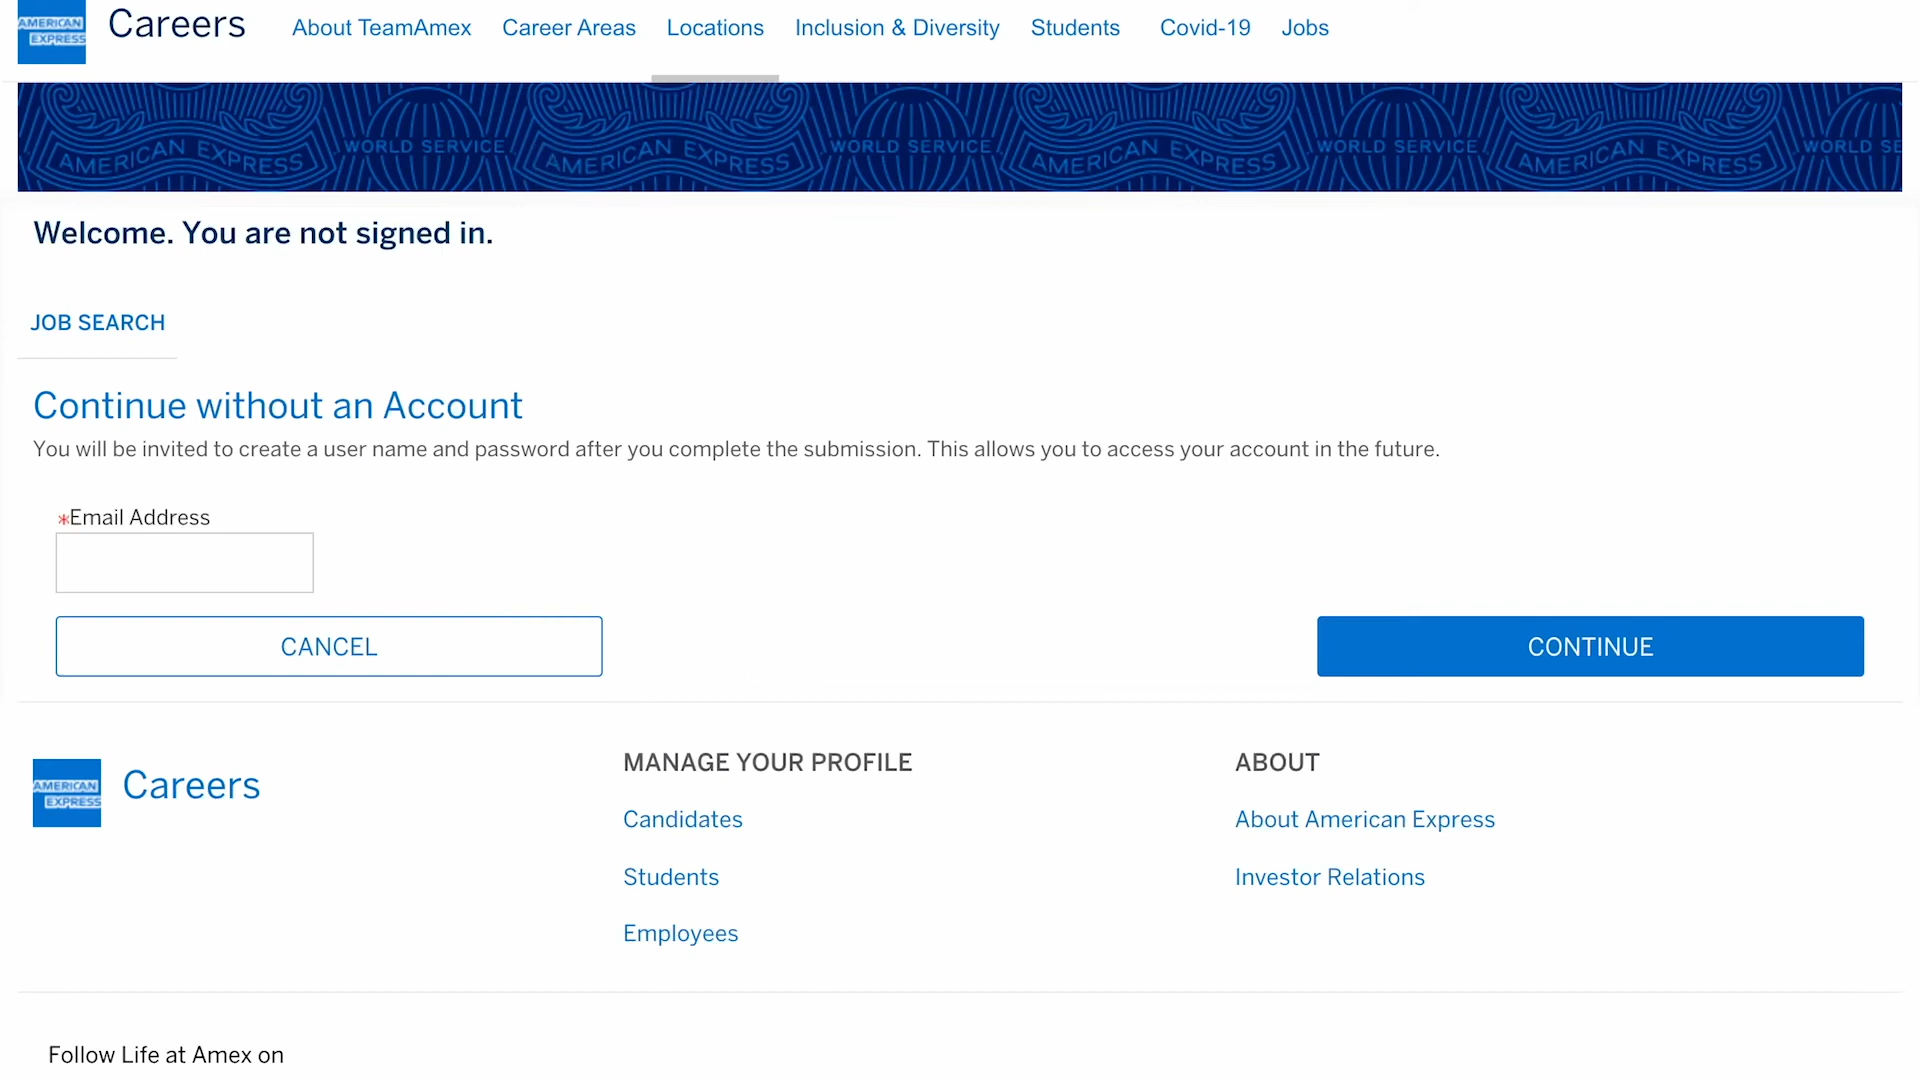 AMERICAN
EXPRESS
Careers
About TeamAmex
Career Areas
Locations
Inclusion & Diversity
Students
Covid-19
Jobs
AMERICAN EXPRESS WORLD SERVICE AMERICAN EXPRESS WORLD SERVICE AMERICAN EXPRESS WORLD SERVICE AMERICAN EXPRESS WORLD SE
Welcome. You are not signed in.
JOB SEARCH
Continue without an Account
You will be invited to create a user name and password after you complete the submission. This allows you to access your account in the future.
*Email Address
CANCEL
CONTINUE
AMERICAN
EXPRESS
Careers
MANAGE YOUR PROFILE
Candidates
Students
Employees
ABOUT
About American Express
Investor Relations
Follow Life at Amex on